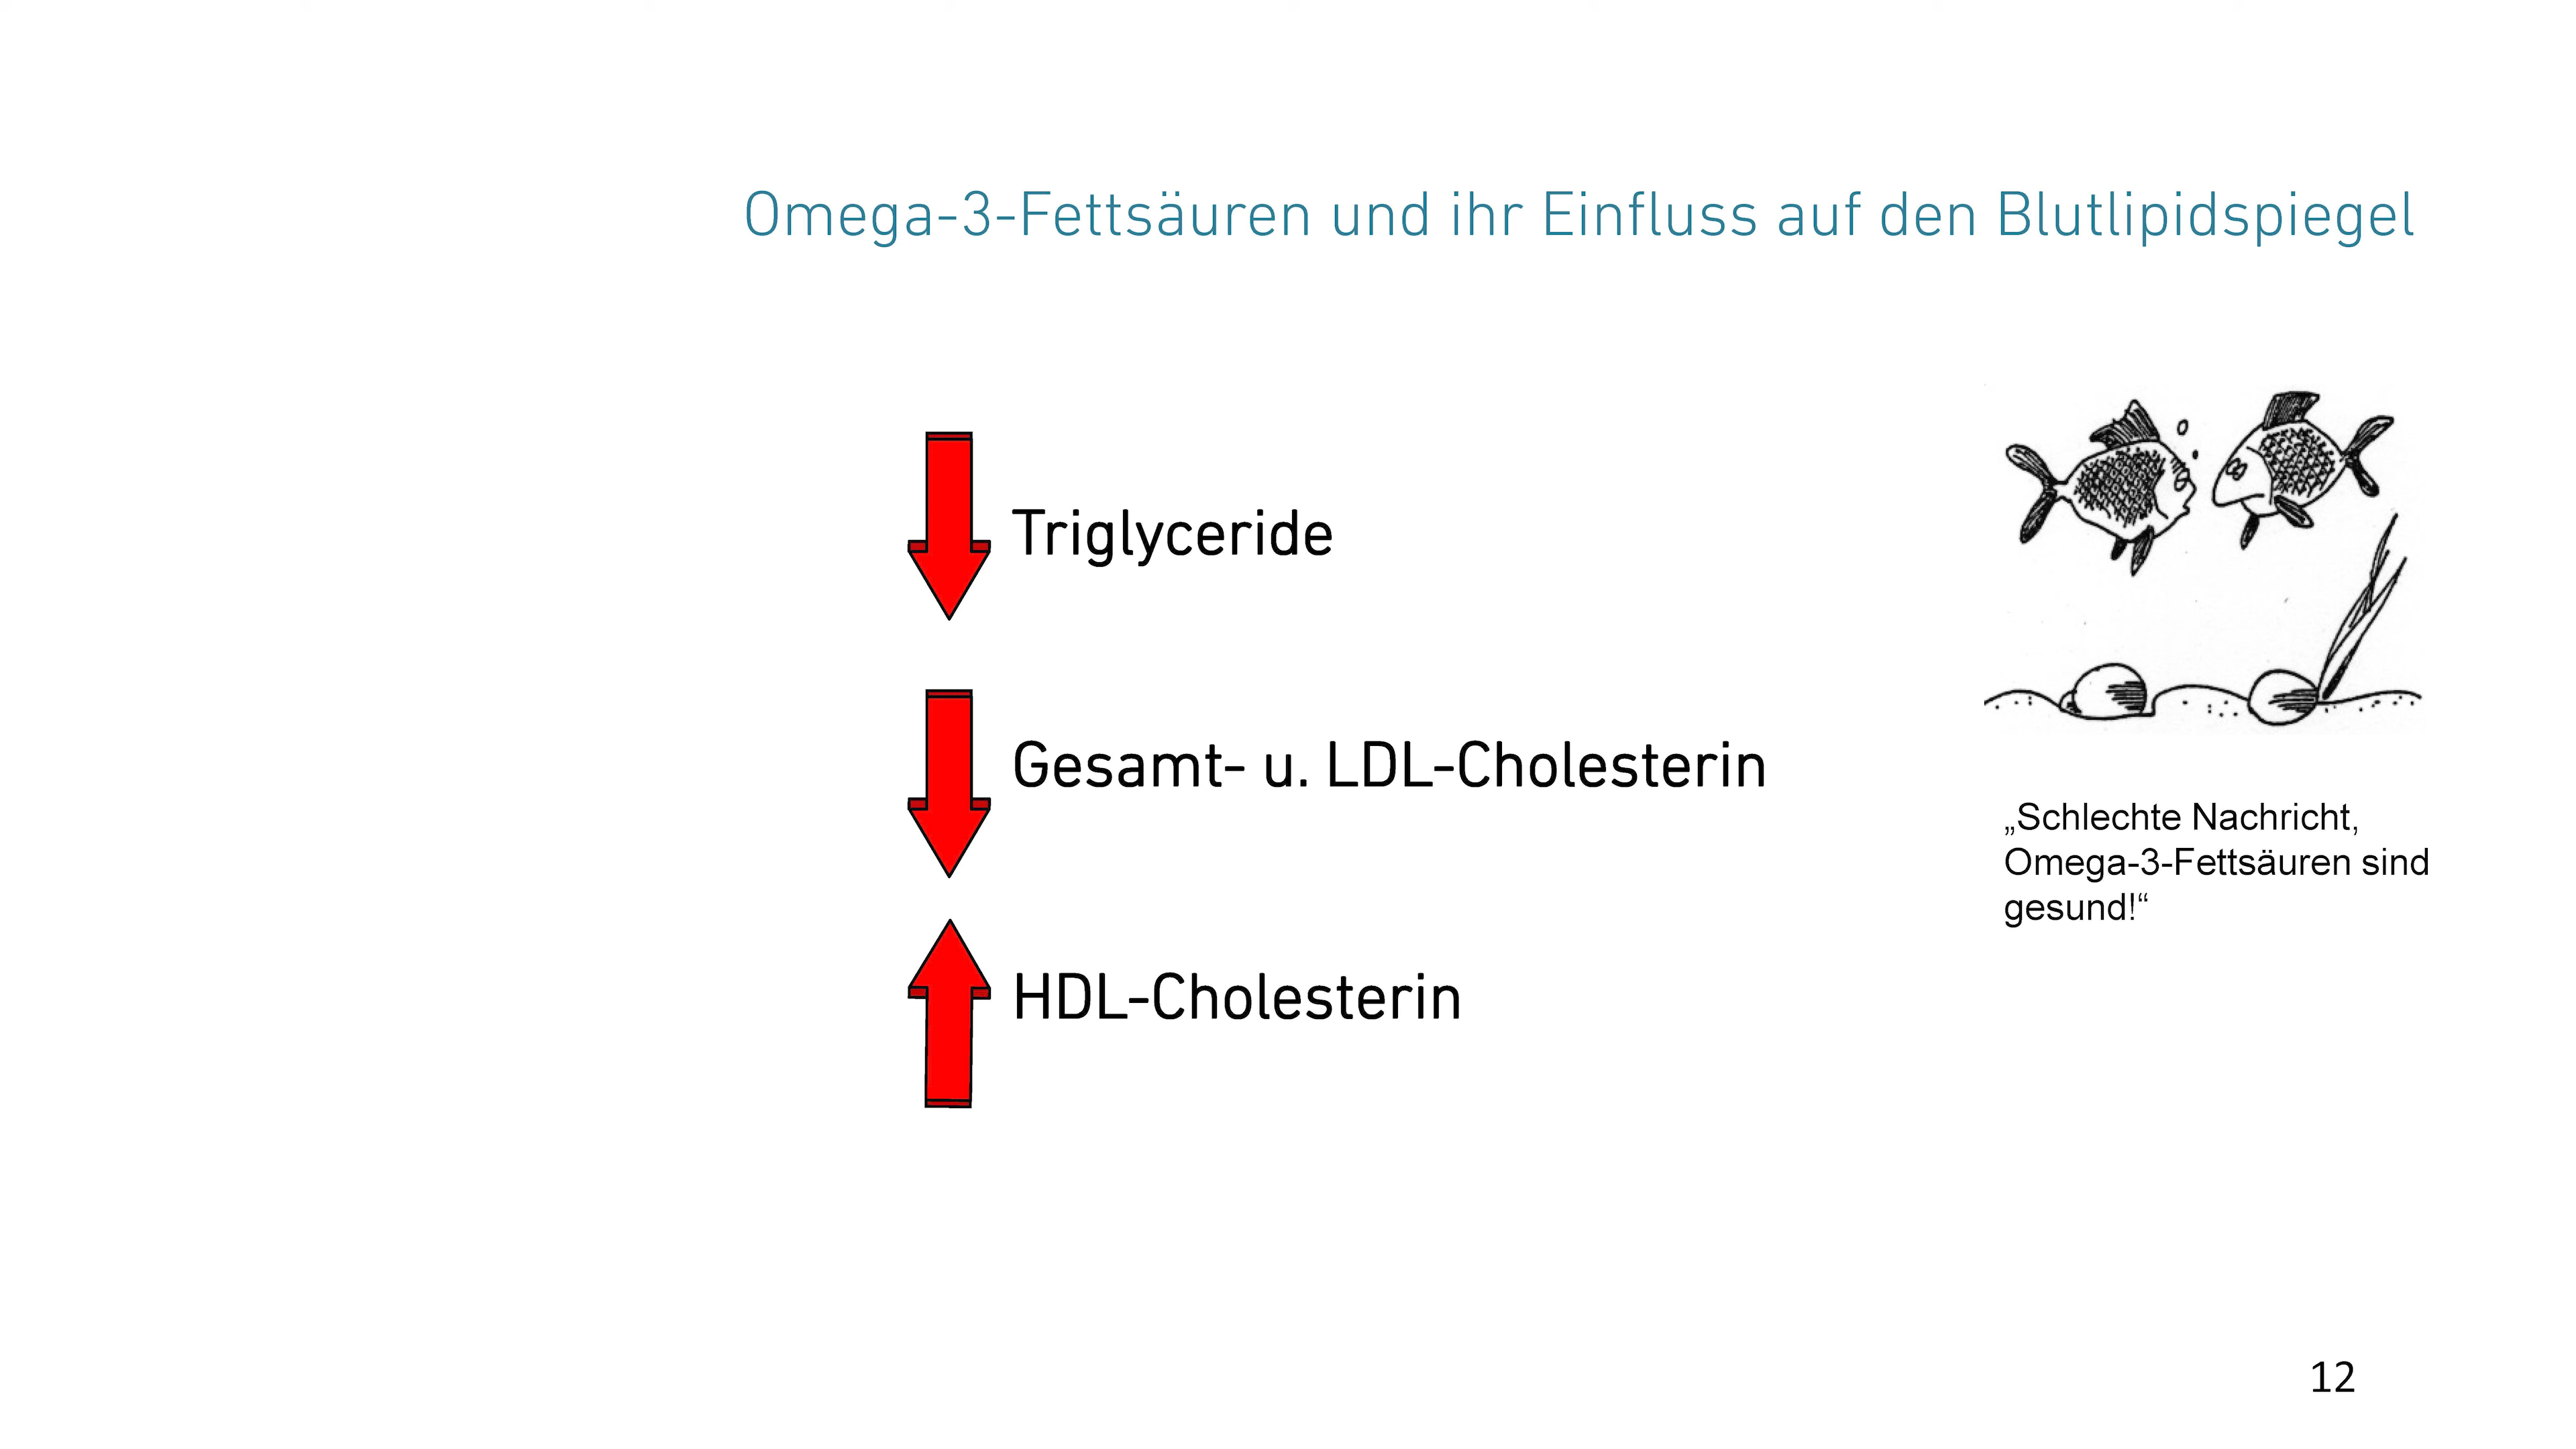 Omega-3-Fettsäuren und ihr Einfluss auf den Blutlipidspiegel
Triglyceride
Gesamt- u. LDL-Cholesterin
HDL-Cholesterin
„Schlechte Nachricht,
Omega-3-Fettsäuren sind
gesund!“
12